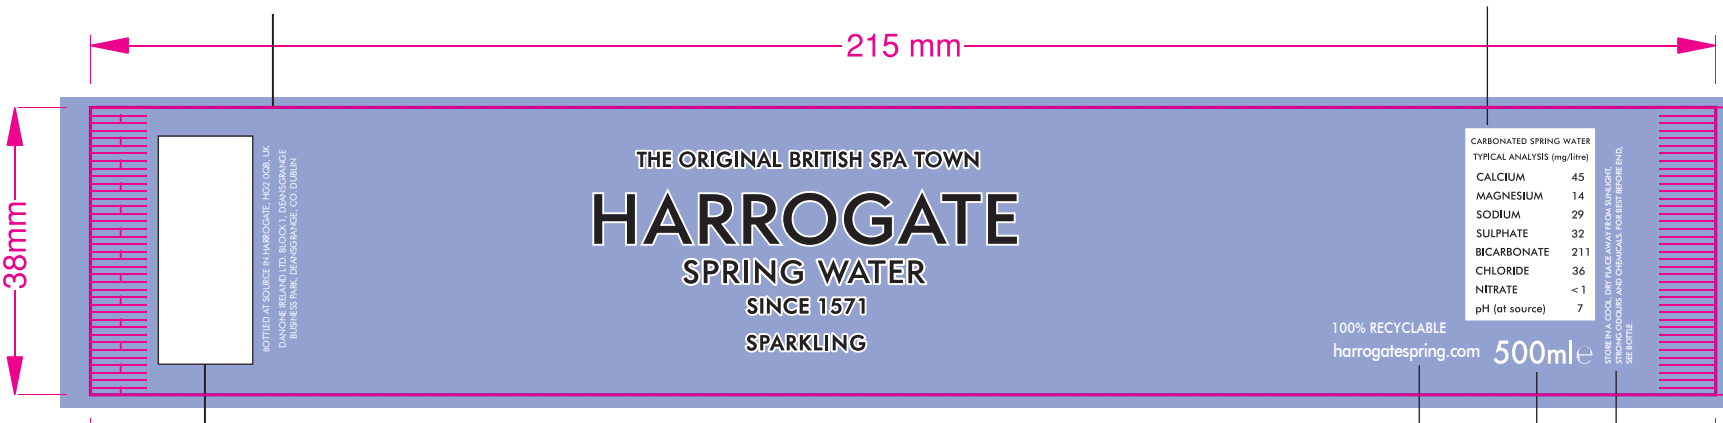 215 mm
38mm
BOTTLED AT SOURCE IN HARROGATE, HG2 0QB, UK
DANONE IRELAND LTD. BLOCK 1, DEANSGRANGE
BUSINESS PARK, DEANSGRANGE, CO. DUBLIN
THE ORIGINAL BRITISH SPA TOWN
HARROGATE
SPRING WATER
SINCE 1571
SPARKLING
100% RECYCLABLE
harrogatespring.com
500ml℮
CARBONATED SPRING WATER
TYPICAL ANALYSIS (mg/litre)
CALCIUM 45
MAGNESIUM 14
SODIUM 29
SULPHATE 32
BICARBONATE 211
CHLORIDE 36
NITRATE <1
pH (at source) 7
STORE IN A COOL, DRY PLACE AWAY FROM SUNLIGHT,
STRONG ODOURS AND CHEMICALS. FOR BEST BEFORE END,
SEE BOTTLE.